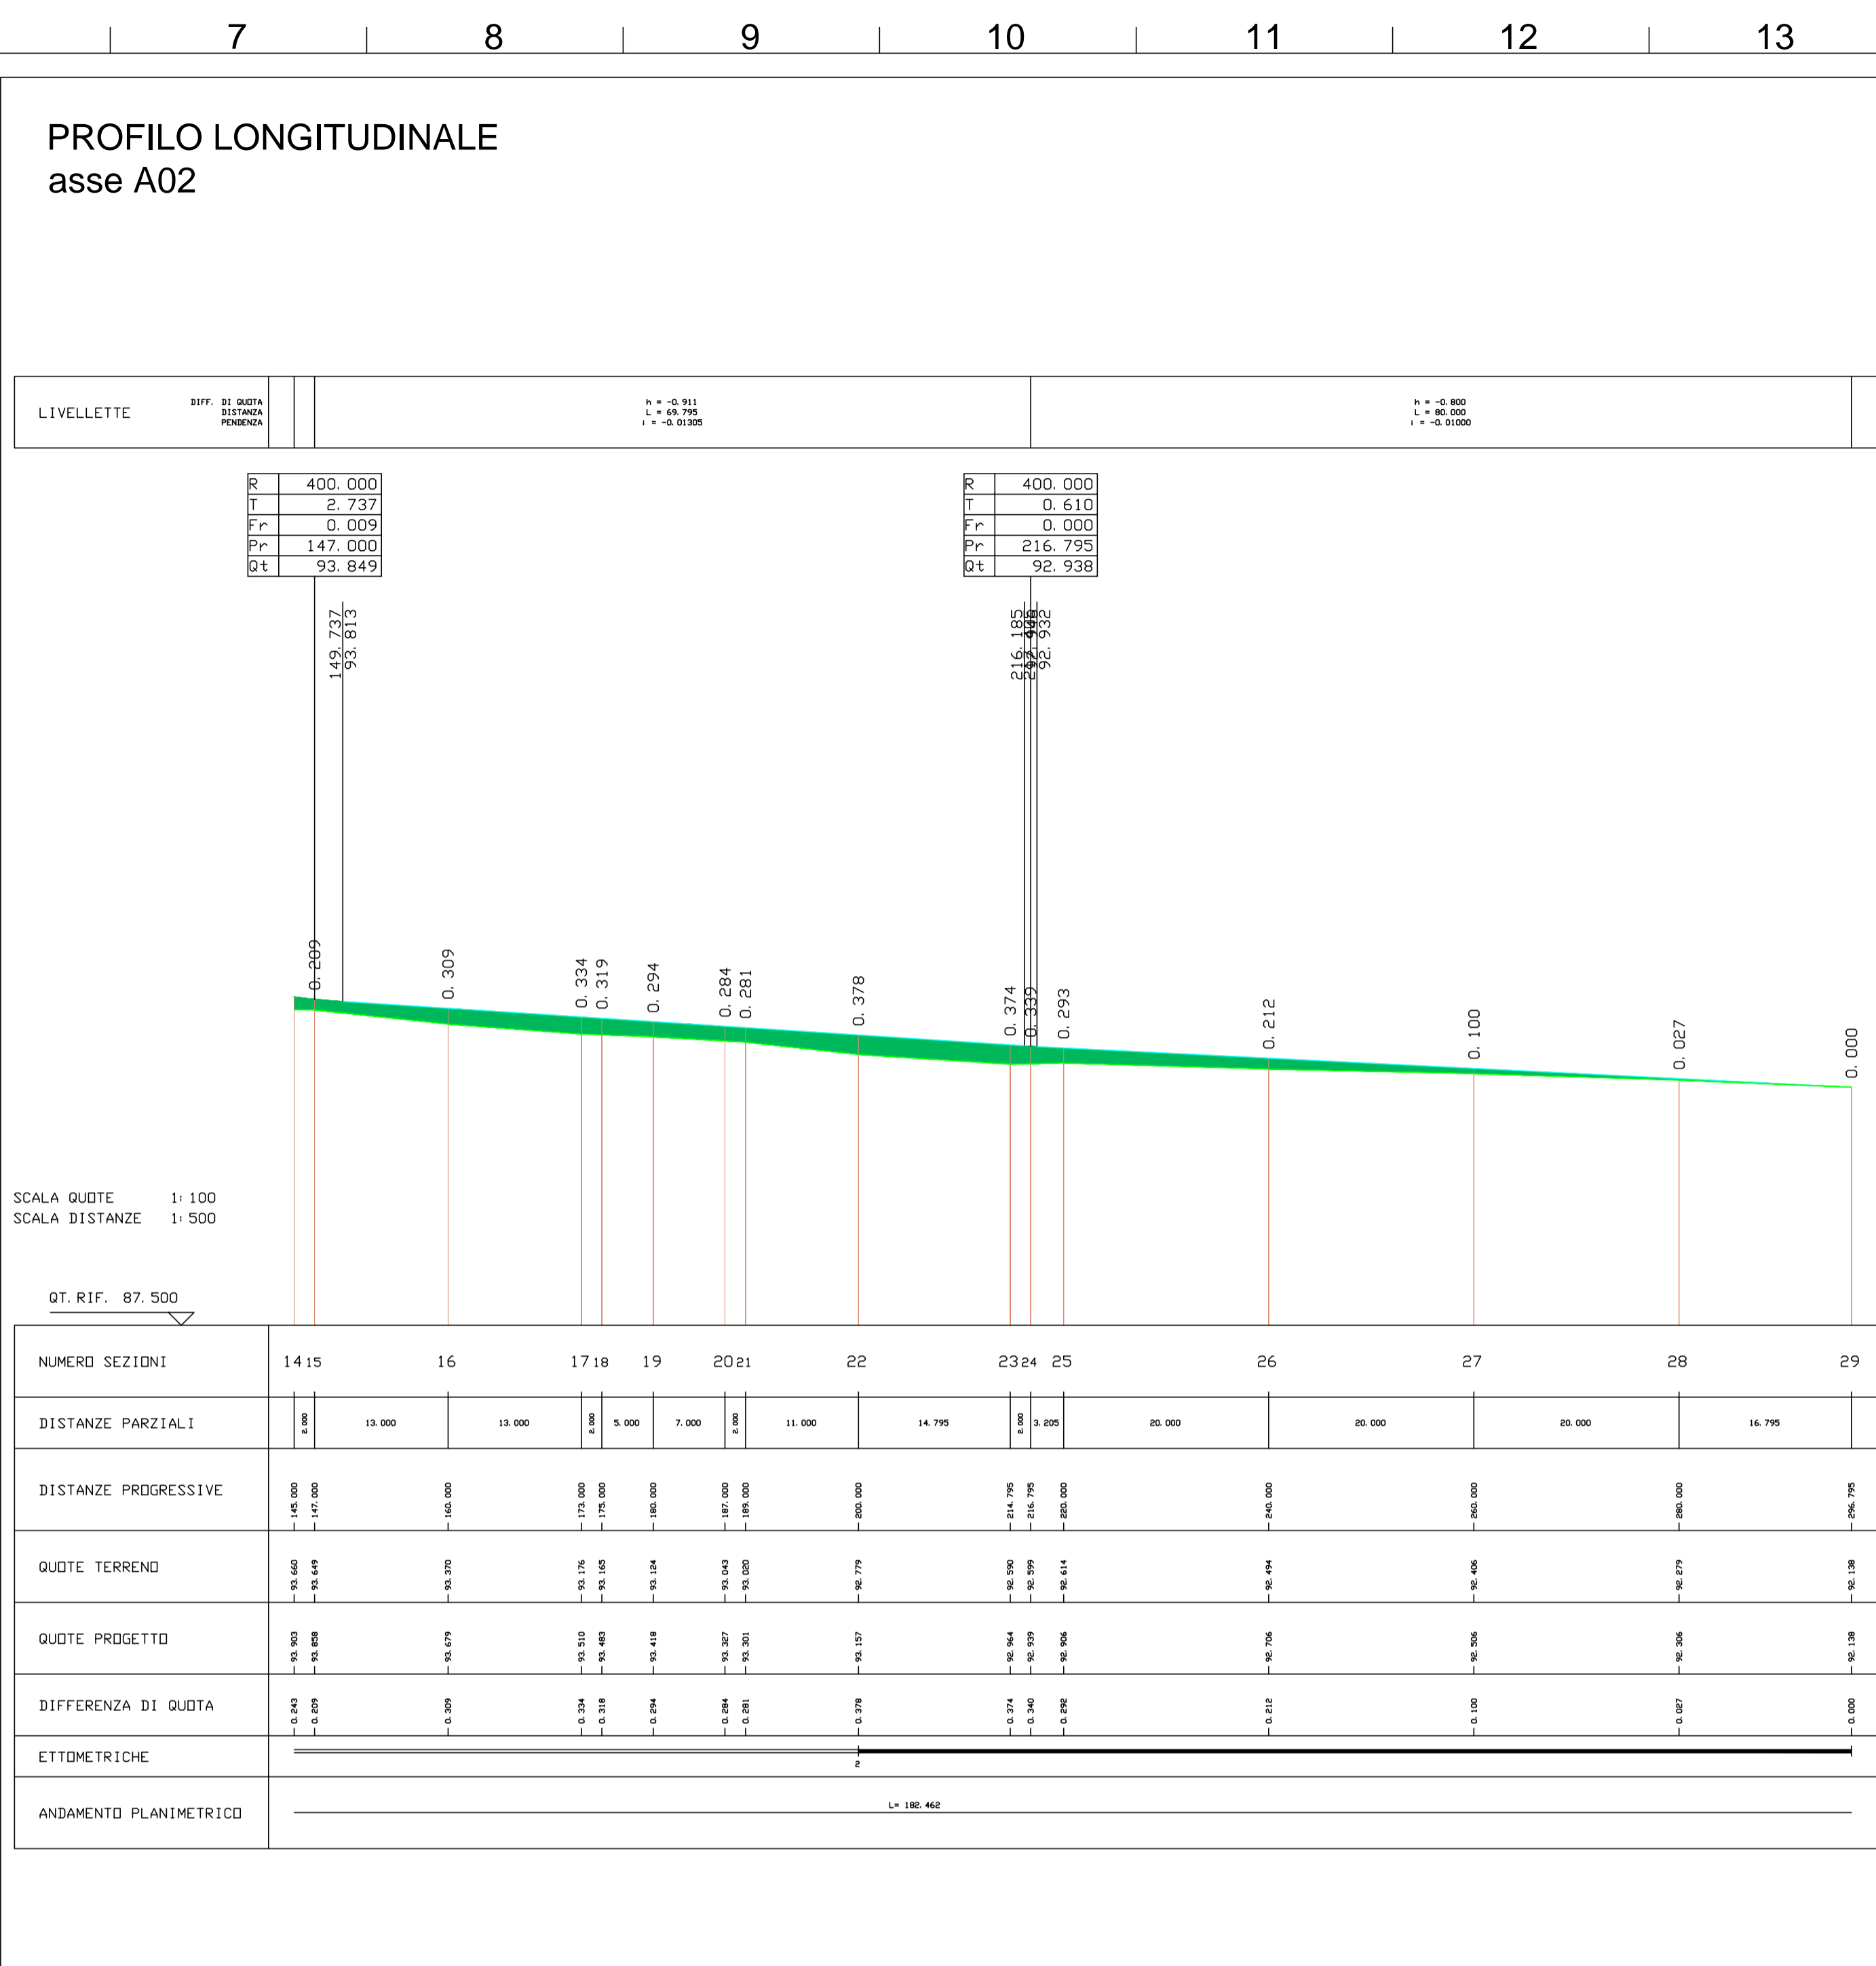 7 8 9 10 11 12 13
PROFILO LONGITUDINALE
asse A02
LIVELLETTE
DIFF. DI QUOTA
DISTANZA
PENDENZA
h = -0.911
L = 69.795
i = -0.01305
h = -0.800
L = 80.000
i = -0.01000
R 400.000
T 2.737
Fr 0.009
Pr 147.000
Qt 93.849
R 400.000
T 0.610
Fr 0.000
Pr 216.795
Qt 92.938
149.737
93.813
216.185
92.932
0.209 0.309 0.334 0.319 0.294 0.284 0.281 0.378 0.374 0.339 0.293 0.212 0.100 0.027 0.000
SCALA QUOTE 1:100
SCALA DISTANZE 1:500
QT.RIF. 87.500
NUMERO SEZIONI 14 15 16 17 18 19 20 21 22 23 24 25 26 27 28 29
DISTANZE PARZIALI 2.000 13.000 13.000 2.000 5.000 7.000 2.000 11.000 14.795 2.000 3.205 20.000 20.000 20.000 16.795
DISTANZE PROGRESSIVE 145.000 147.000 160.000 173.000 175.000 180.000 187.000 189.000 200.000 214.795 216.795 220.000 240.000 260.000 280.000 296.795
QUOTE TERRENO 93.660 93.649 93.370 93.176 93.165 93.124 93.043 93.020 92.779 92.590 92.599 92.614 92.494 92.406 92.279 92.138
QUOTE PROGETTO 93.903 93.858 93.679 93.510 93.483 93.418 93.327 93.301 93.157 92.964 92.939 92.906 92.706 92.506 92.306 92.138
DIFFERENZA DI QUOTA 0.243 0.209 0.309 0.334 0.318 0.294 0.284 0.281 0.378 0.374 0.340 0.292 0.212 0.100 0.027 0.000
ETTOMETRICHE 2
ANDAMENTO PLANIMETRICO L= 182.462